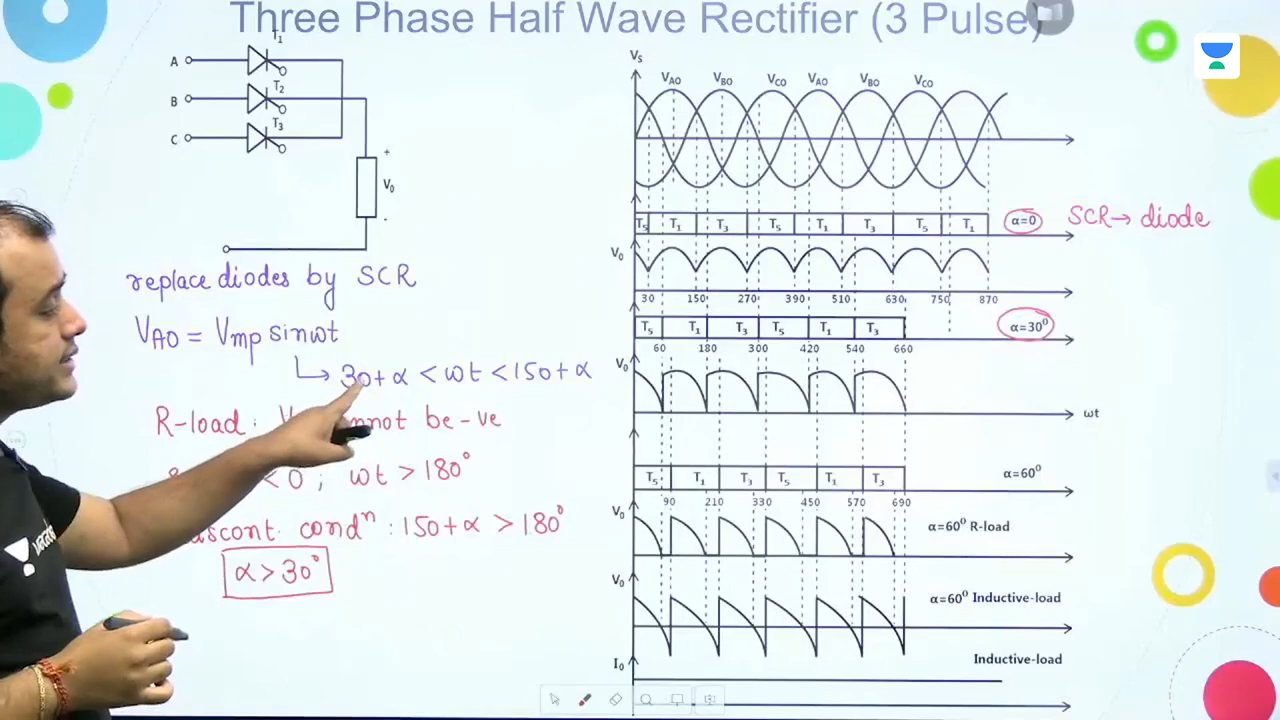 Three Phase Half Wave Rectifier (3 Pulse)
T1
A
T2
B
T3
C
+
V0
-
replace diodes by SCR
VAO = Vmp sinωt
30+α < ωt < 150+α
R-load: V
nnot be -ve
< 0 ; ωt > 180°
scont. condn : 150+α > 180°
α > 30°
VS
VAO VBO VCO VAO VBO VCO
T5 T1 T3 T5 T1 T3 T5 T1
α=0
SCR → diode
V0
30 150 270 390 510 630 750 870
T5 T1 T3 T5 T1 T3
α=30°
60 180 300 420 540 660
V0
ωt
T5 T1 T3 T5 T1 T3
α=60°
90 210 330 450 570 690
V0
α=60° R-load
V0
α=60° Inductive-load
I0
Inductive-load